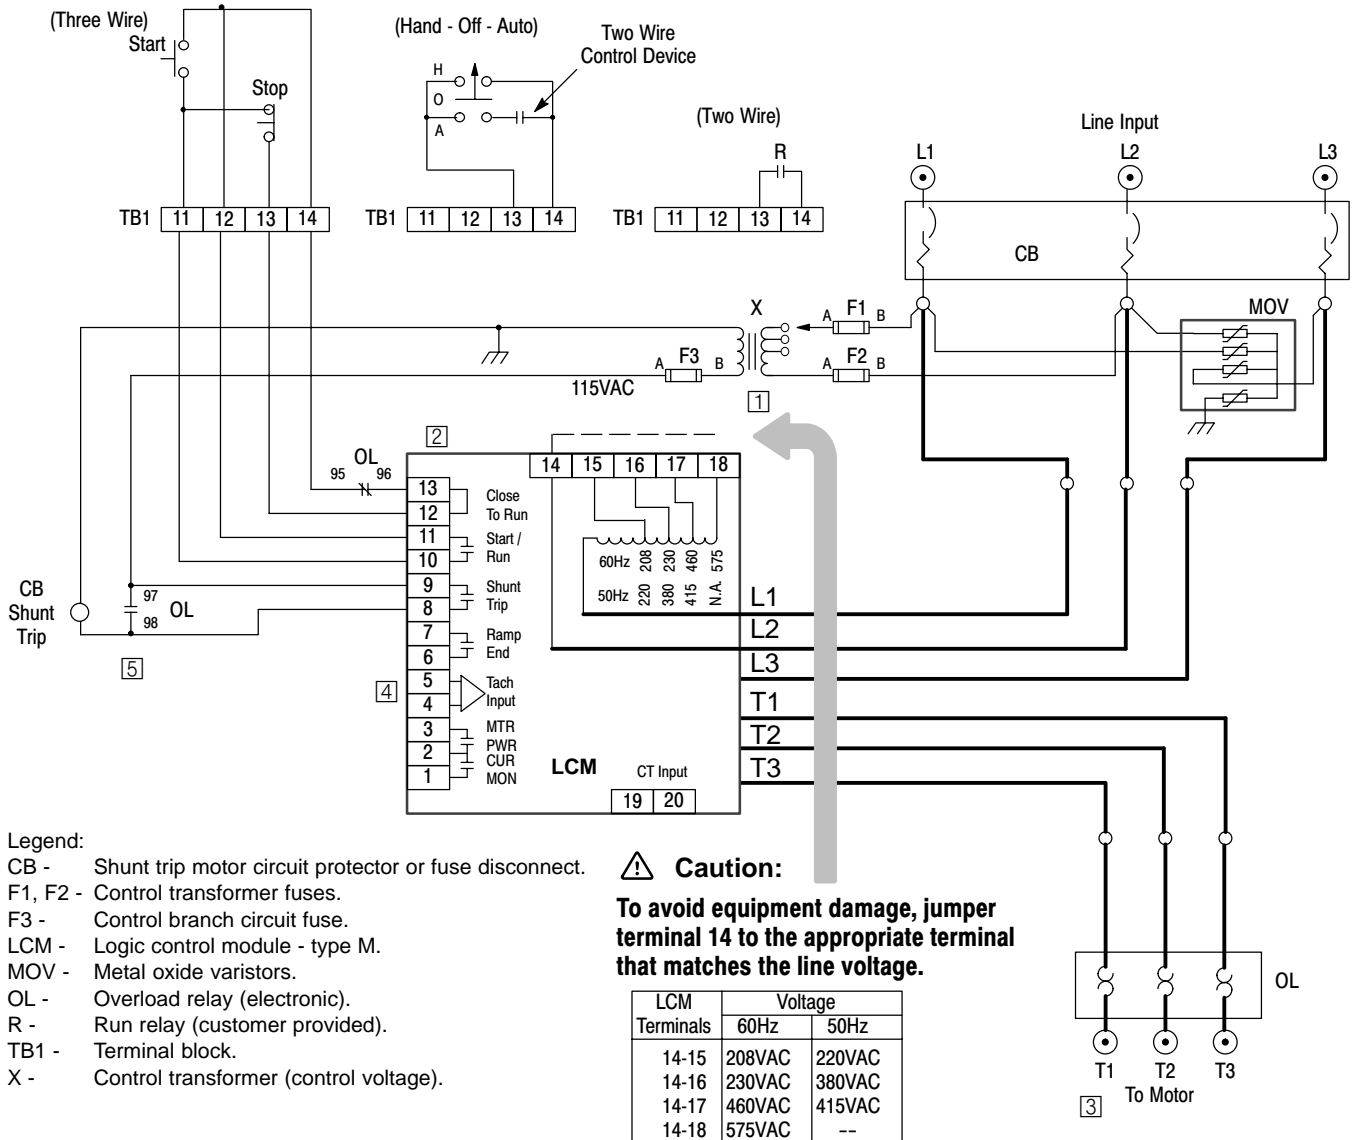 (Three Wire)
Start
Stop
TB1 11 12 13 14
(Hand - Off - Auto)
Two Wire
Control Device
H
O
A
TB1 11 12 13 14
(Two Wire)
R
TB1 11 12 13 14
Line Input
L1 L2 L3
CB
MOV
X
A F1 B
A F2 B
A F3 B
115VAC
1
2
OL
95 96
14 15 16 17 18
13
12
11
10
9
8
7
6
5
4
3
2
1
Close
To Run
Start /
Run
Shunt
Trip
Ramp
End
Tach
Input
MTR
PWR
CUR
MON
60Hz 208 230 460 575
50Hz 220 380 415 N.A.
LCM
CT Input
19 20
L1
L2
L3
T1
T2
T3
CB
Shunt
Trip
97
98
OL
5
4
Legend:
CB - Shunt trip motor circuit protector or fuse disconnect.
F1, F2 - Control transformer fuses.
F3 - Control branch circuit fuse.
LCM - Logic control module - type M.
MOV - Metal oxide varistors.
OL - Overload relay (electronic).
R - Run relay (customer provided).
TB1 - Terminal block.
X - Control transformer (control voltage).
Caution:
To avoid equipment damage, jumper
terminal 14 to the appropriate terminal
that matches the line voltage.
LCM Voltage
Terminals 60Hz 50Hz
14-15 208VAC 220VAC
14-16 230VAC 380VAC
14-17 460VAC 415VAC
14-18 575VAC --
OL
T1 T2 T3
To Motor
3